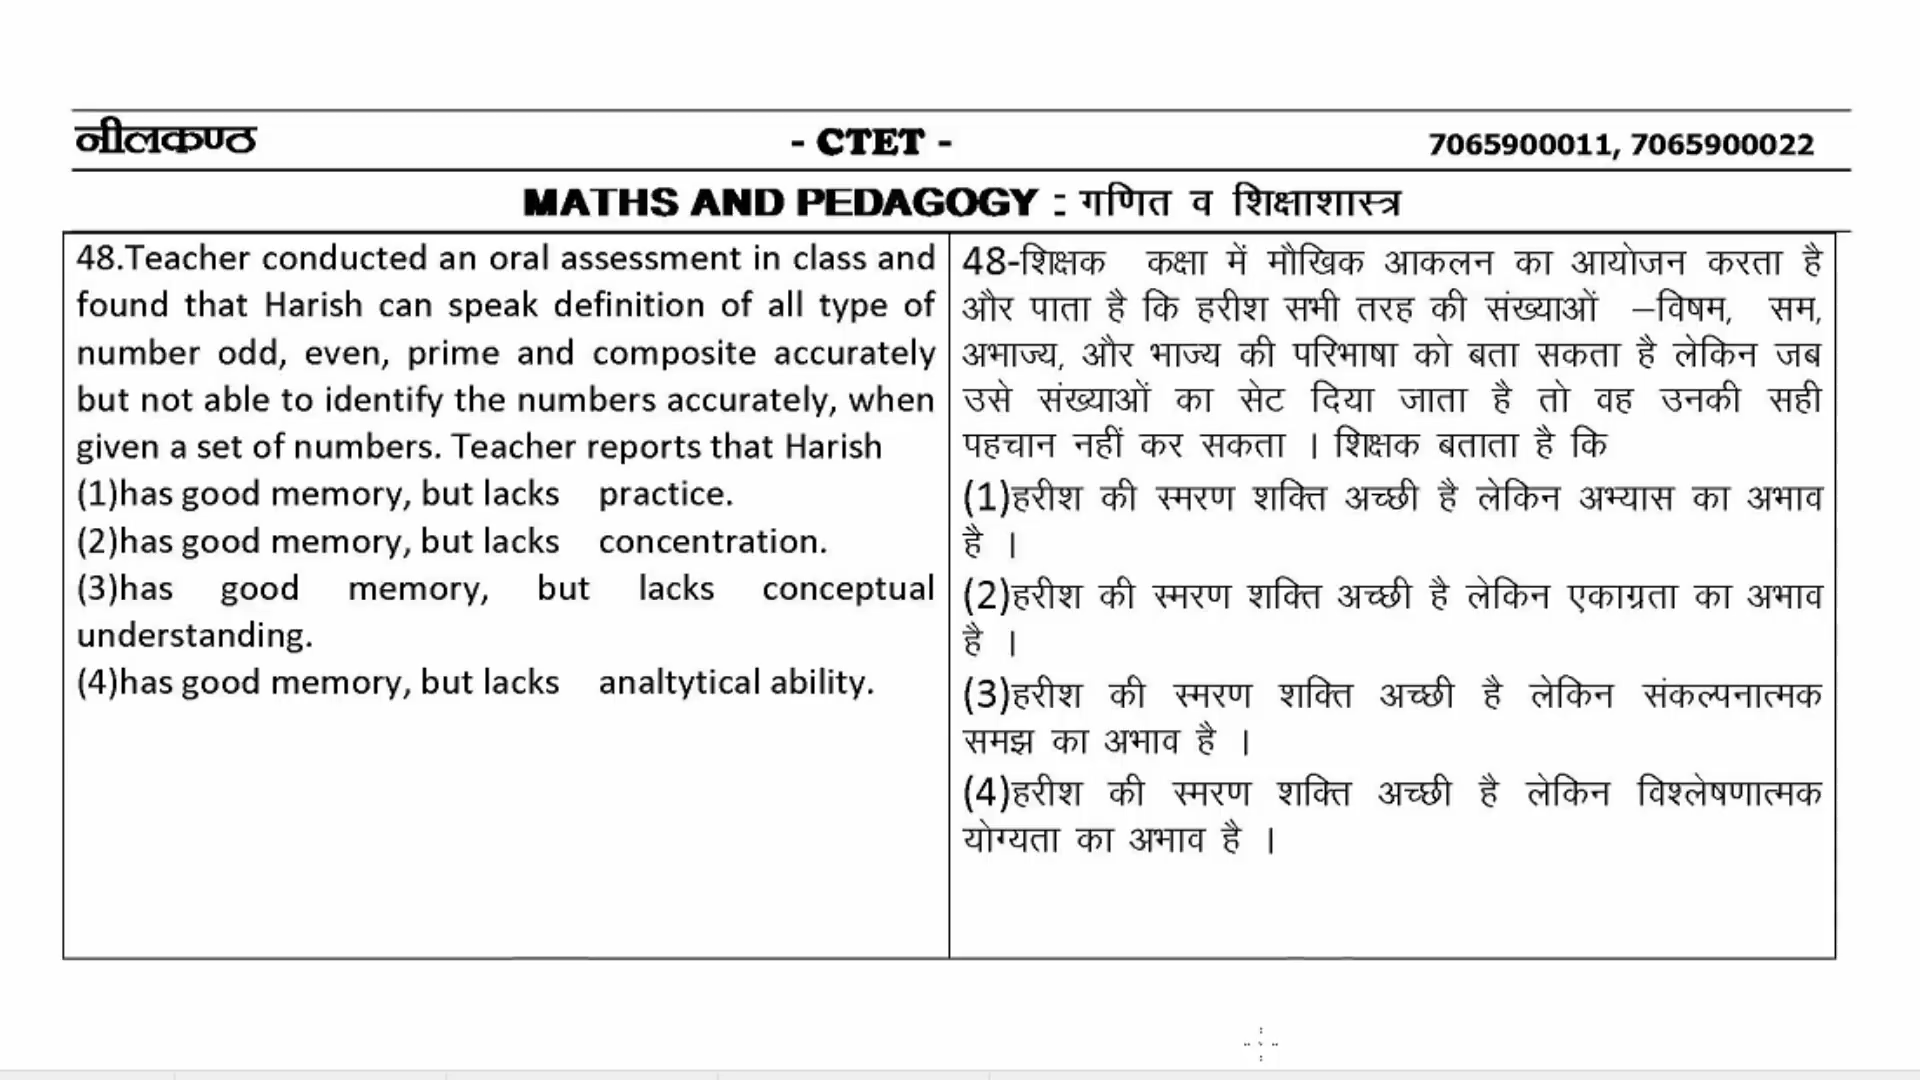 नीलकण्ठ
- CTET -
7065900011, 7065900022
MATHS AND PEDAGOGY : गणित व शिक्षाशास्त्र
48.Teacher conducted an oral assessment in class and
found that Harish can speak definition of all type of
number odd, even, prime and composite accurately
but not able to identify the numbers accurately, when
given a set of numbers. Teacher reports that Harish
(1)has good memory, but lacks practice.
(2)has good memory, but lacks concentration.
(3)has good memory, but lacks conceptual
understanding.
(4)has good memory, but lacks analtytical ability.
48-शिक्षक कक्षा में मौखिक आकलन का आयोजन करता है
और पाता है कि हरीश सभी तरह की संख्याओं –विषम, सम,
अभाज्य, और भाज्य की परिभाषा को बता सकता है लेकिन जब
उसे संख्याओं का सेट दिया जाता है तो वह उनकी सही
पहचान नहीं कर सकता । शिक्षक बताता है कि
(1)हरीश की स्मरण शक्ति अच्छी है लेकिन अभ्यास का अभाव
है ।
(2)हरीश की स्मरण शक्ति अच्छी है लेकिन एकाग्रता का अभाव
है ।
(3)हरीश की स्मरण शक्ति अच्छी है लेकिन संकल्पनात्मक
समझ का अभाव है ।
(4)हरीश की स्मरण शक्ति अच्छी है लेकिन विश्लेषणात्मक
योग्यता का अभाव है ।